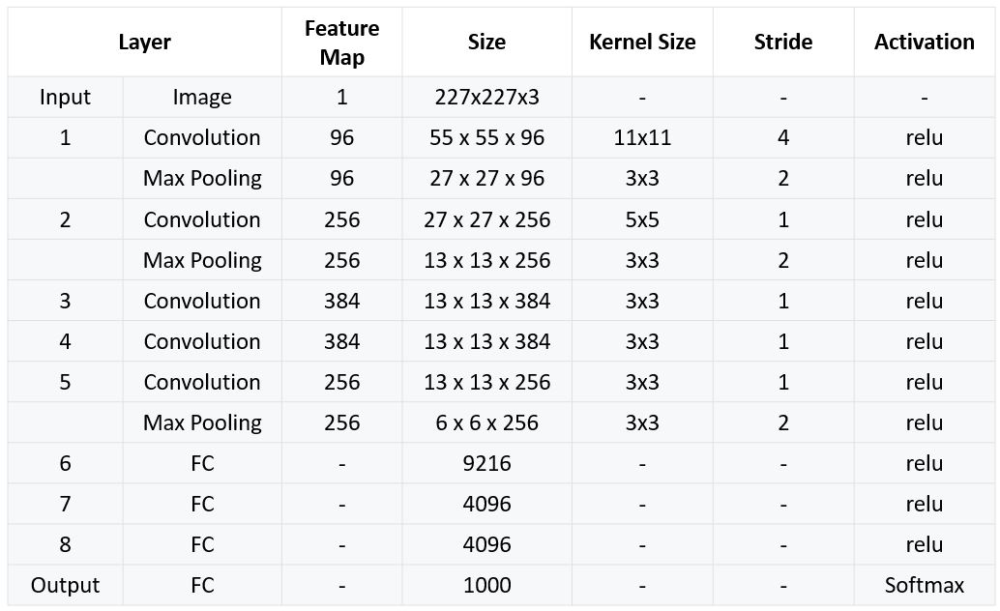 Layer Feature Map Size Kernel Size Stride Activation
Input Image 1 227x227x3 - - -
1 Convolution 96 55 x 55 x 96 11x11 4 relu
Max Pooling 96 27 x 27 x 96 3x3 2 relu
2 Convolution 256 27 x 27 x 256 5x5 1 relu
Max Pooling 256 13 x 13 x 256 3x3 2 relu
3 Convolution 384 13 x 13 x 384 3x3 1 relu
4 Convolution 384 13 x 13 x 384 3x3 1 relu
5 Convolution 256 13 x 13 x 256 3x3 1 relu
Max Pooling 256 6 x 6 x 256 3x3 2 relu
6 FC - 9216 - - relu
7 FC - 4096 - - relu
8 FC - 4096 - - relu
Output FC - 1000 - - Softmax